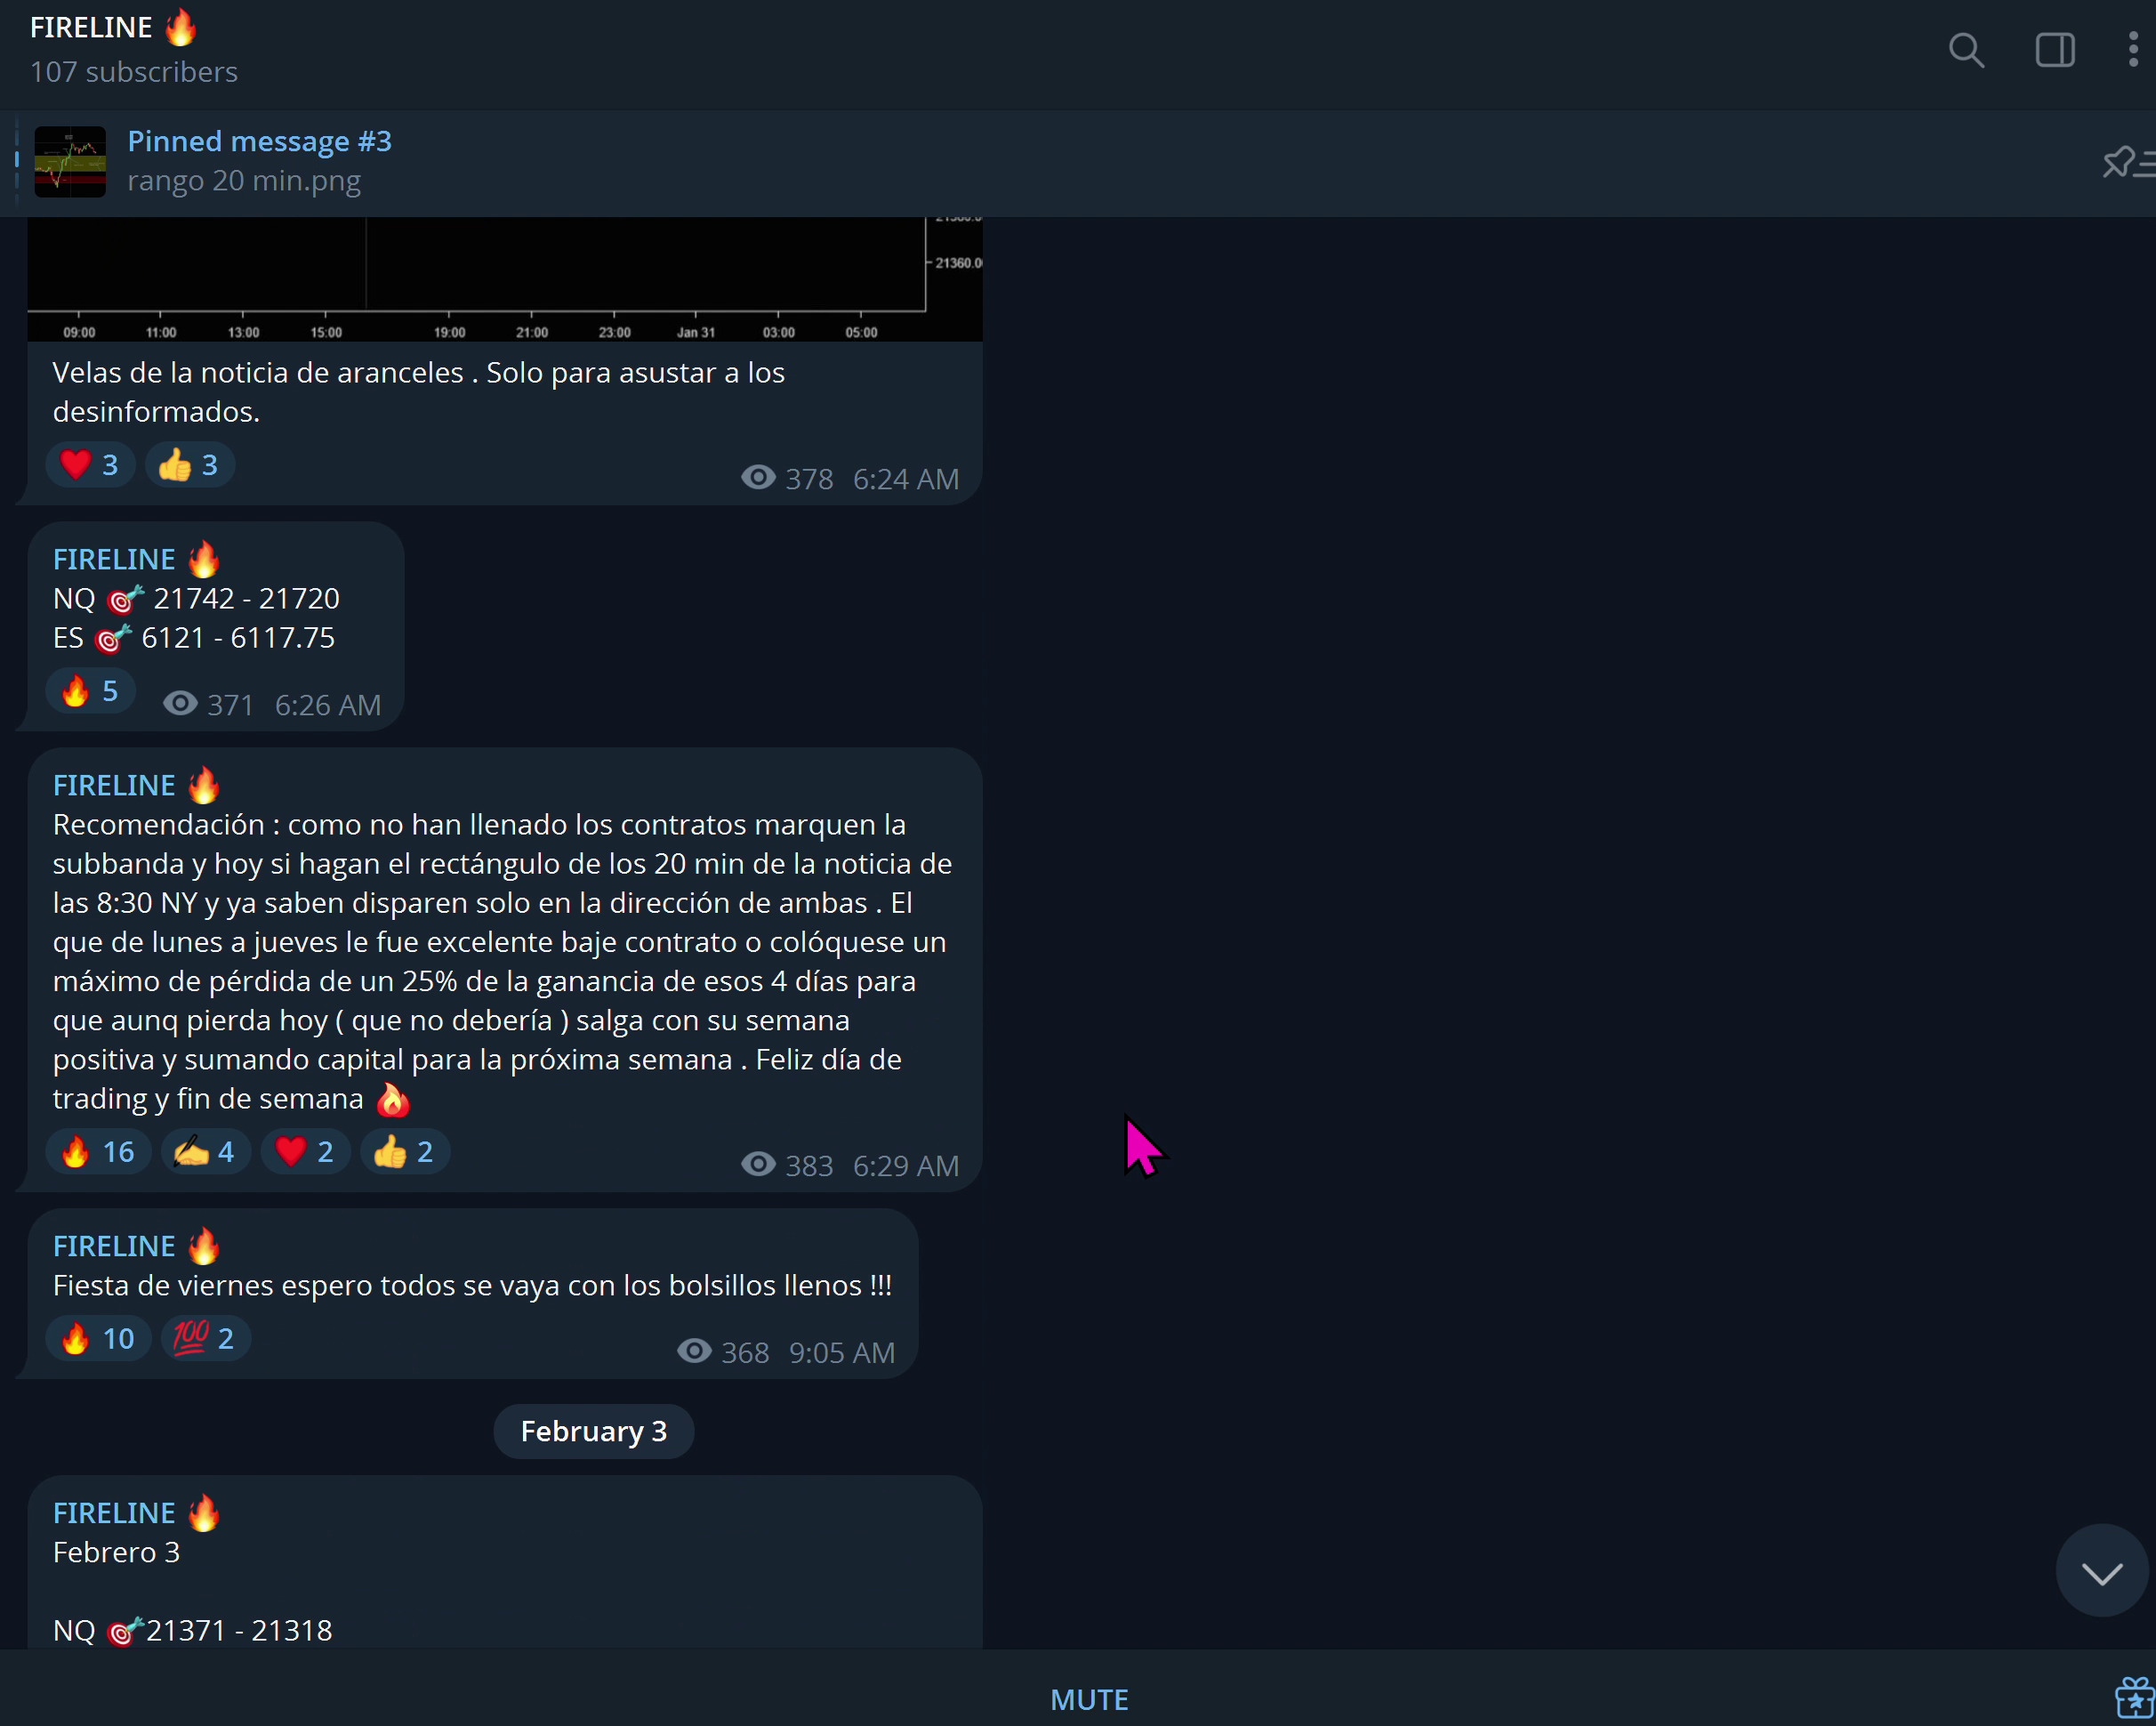 FIRELINE 🔥
107 subscribers
Pinned message #3
rango 20 min.png
21360.0
09:00 11:00 13:00 15:00 19:00 21:00 23:00 Jan 31 03:00 05:00
Velas de la noticia de aranceles . Solo para asustar a los
desinformados.
❤️ 3 👍 3 378 6:24 AM
FIRELINE 🔥
NQ 🎯 21742 - 21720
ES 🎯 6121 - 6117.75
🔥 5 371 6:26 AM
FIRELINE 🔥
Recomendación : como no han llenado los contratos marquen la
subbanda y hoy si hagan el rectángulo de los 20 min de la noticia de
las 8:30 NY y ya saben disparen solo en la dirección de ambas . El
que de lunes a jueves le fue excelente baje contrato o colóquese un
máximo de pérdida de un 25% de la ganancia de esos 4 días para
que aunq pierda hoy ( que no debería ) salga con su semana
positiva y sumando capital para la próxima semana . Feliz día de
trading y fin de semana 🔥
🔥 16 ✍️ 4 ❤️ 2 👍 2 383 6:29 AM
FIRELINE 🔥
Fiesta de viernes espero todos se vaya con los bolsillos llenos !!!
🔥 10 💯 2 368 9:05 AM
February 3
FIRELINE 🔥
Febrero 3
NQ 🎯21371 - 21318
MUTE